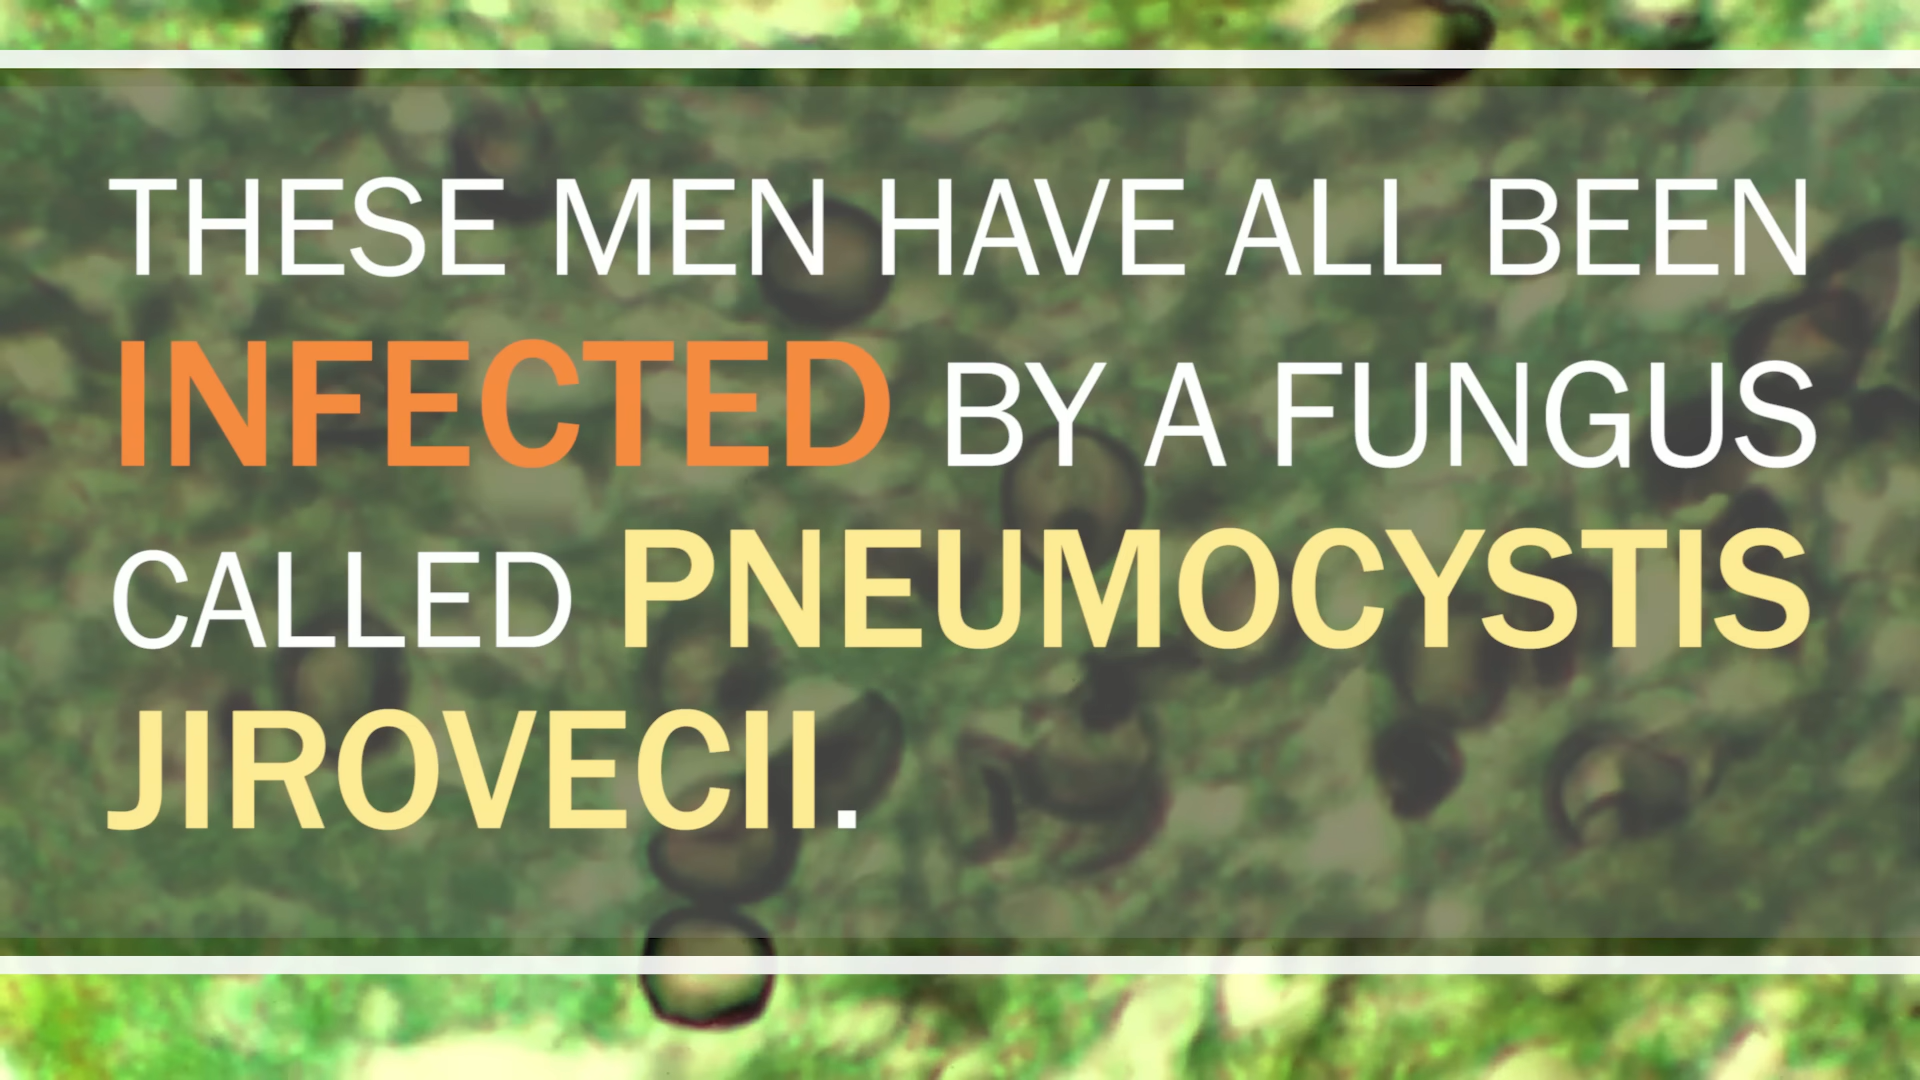 THESE MEN HAVE ALL BEEN
INFECTED BY A FUNGUS
CALLED PNEUMOCYSTIS
JIROVECII.